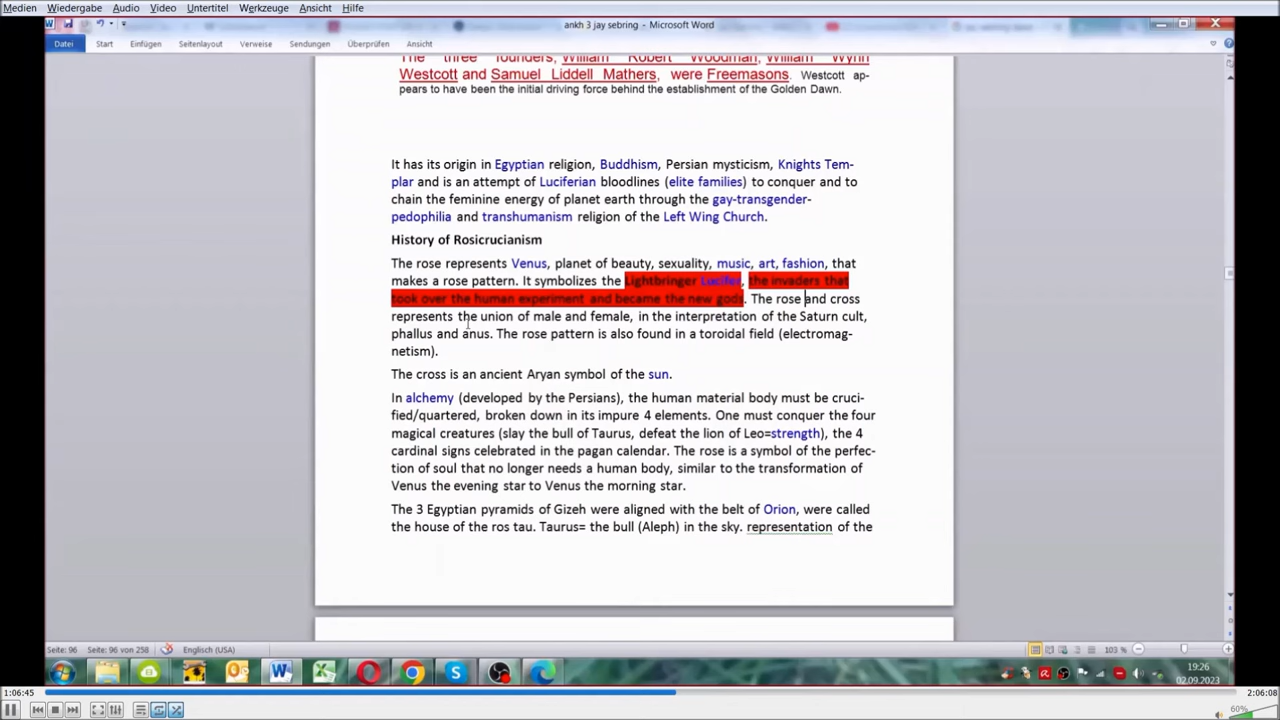 Medien Wiedergabe Audio Video Untertitel Werkzeuge Ansicht Hilfe
ankh 3 jay sebring - Microsoft Word
Datei Start Einfügen Seitenlayout Verweise Sendungen Überprüfen Ansicht
The three founders, William Robert Woodman, William Wynn
Westcott and Samuel Liddell Mathers, were Freemasons. Westcott ap-
pears to have been the initial driving force behind the establishment of the Golden Dawn.
It has its origin in Egyptian religion, Buddhism, Persian mysticism, Knights Tem-
plar and is an attempt of Luciferian bloodlines (elite families) to conquer and to
chain the feminine energy of planet earth through the gay-transgender-
pedophilia and transhumanism religion of the Left Wing Church.
History of Rosicrucianism
The rose represents Venus, planet of beauty, sexuality, music, art, fashion, that
makes a rose pattern. It symbolizes the Lightbringer Lucifer, the invaders that
took over the human experiment and became the new gods. The rose and cross
represents the union of male and female, in the interpretation of the Saturn cult,
phallus and anus. The rose pattern is also found in a toroidal field (electromag-
netism).
The cross is an ancient Aryan symbol of the sun.
In alchemy (developed by the Persians), the human material body must be cruci-
fied/quartered, broken down in its impure 4 elements. One must conquer the four
magical creatures (slay the bull of Taurus, defeat the lion of Leo=strength), the 4
cardinal signs celebrated in the pagan calendar. The rose is a symbol of the perfec-
tion of soul that no longer needs a human body, similar to the transformation of
Venus the evening star to Venus the morning star.
The 3 Egyptian pyramids of Gizeh were aligned with the belt of Orion, were called
the house of the ros tau. Taurus= the bull (Aleph) in the sky. representation of the
Seite: 96 Seite: 96 von 258 Englisch (USA) 103 %
19:26
02.09.2023
1:06:45 2:06:08
60%